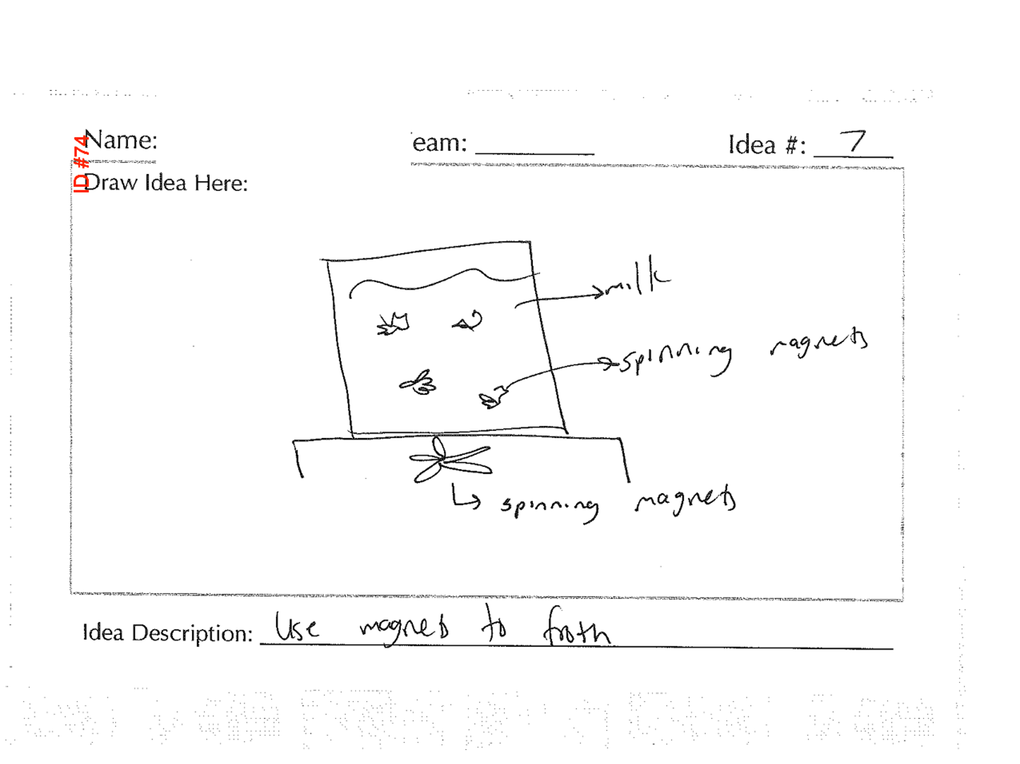 ID #74
Name:
eam:
Idea #: 7
Draw Idea Here:
milk
spinning magnets
spinning magnets
Idea Description: Use magnets to froth